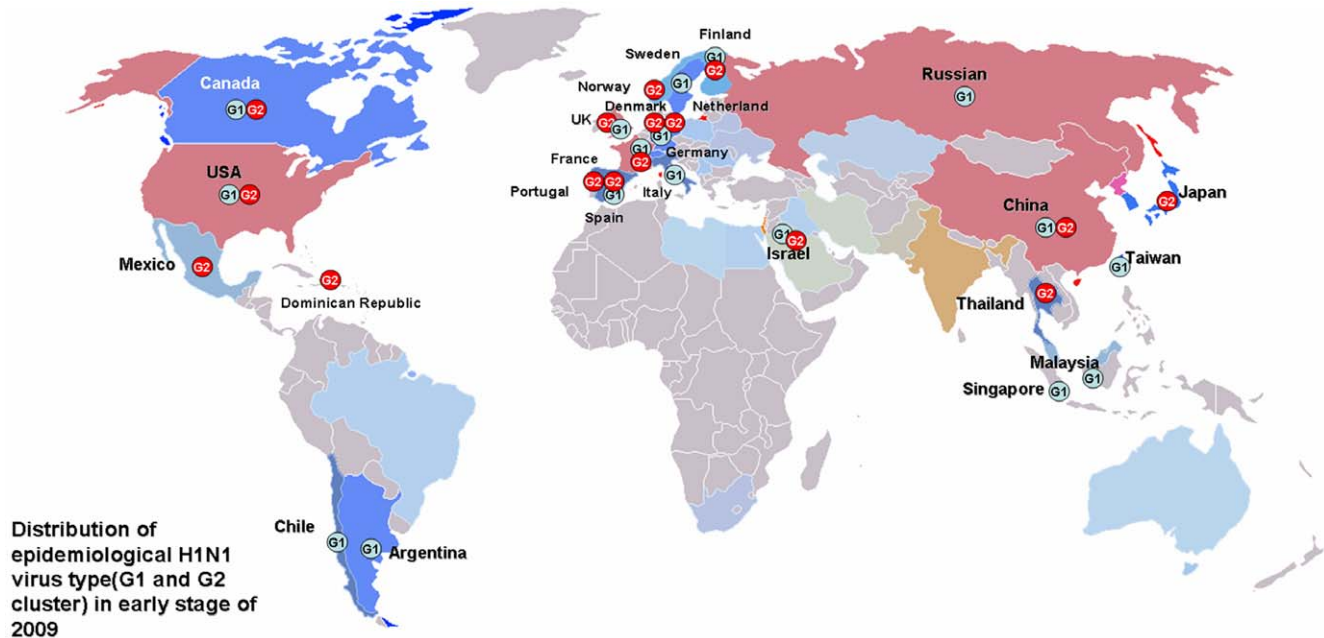 Finland
Sweden
G1
G2
Canada
G1 G2
Norway
G2
G1
Russian
G1
Denmark
Netherland
UK
G2
G1
G2
G2
G1
France
G1
G2
Germany
USA
G1 G2
Portugal
G2
G2
G1
Italy
G1
Spain
Japan
G2
China
G1 G2
Mexico
G2
G2
Dominican Republic
G1
G2
Israel
Taiwan
G1
Thailand
G2
Malaysia
G1
Singapore
G1
Chile
G1
G1
Argentina
Distribution of
epidemiological H1N1
virus type(G1 and G2
cluster) in early stage of
2009